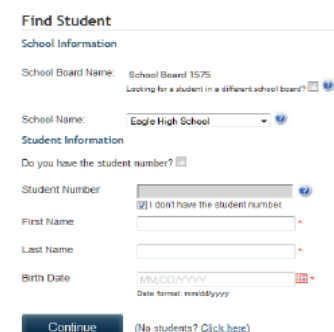 Find Student
School Information
School Board Name: School Board 1575
Looking for a student in a different school board?
School Name: Eagle High School
Student Information
Do you have the student number?
Student Number
I don't have the student number.
First Name *
Last Name *
Birth Date MM/DD/YYYY *
Date format: mm/dd/yyyy
Continue (No students? Click here)